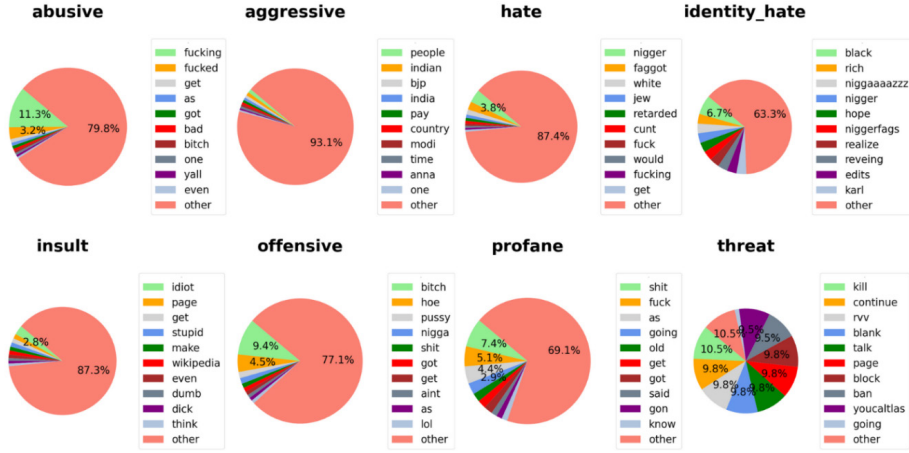 abusive
11.3%
3.2%
79.8%
fucking
fucked
get
as
got
bad
bitch
one
yall
even
other
aggressive
93.1%
people
indian
bjp
india
pay
country
modi
time
anna
one
other
hate
3.8%
87.4%
nigger
faggot
white
jew
retarded
cunt
fuck
would
fucking
get
other
identity_hate
6.7%
63.3%
black
rich
niggaaaazzz
nigger
hope
niggerfags
realize
reveing
edits
karl
other
insult
2.8%
87.3%
idiot
page
get
stupid
make
wikipedia
even
dumb
dick
think
other
offensive
9.4%
4.5%
77.1%
bitch
hoe
pussy
nigga
shit
got
get
aint
as
lol
other
profane
7.4%
5.1%
4.4%
2.9%
69.1%
shit
fuck
as
going
old
get
got
said
gon
know
other
threat
10.5%
10.5%
9.8%
9.8%
9.8%
9.8%
9.8%
9.8%
9.5%
9.5%
kill
continue
rvv
blank
talk
page
block
ban
youcaltlas
going
other